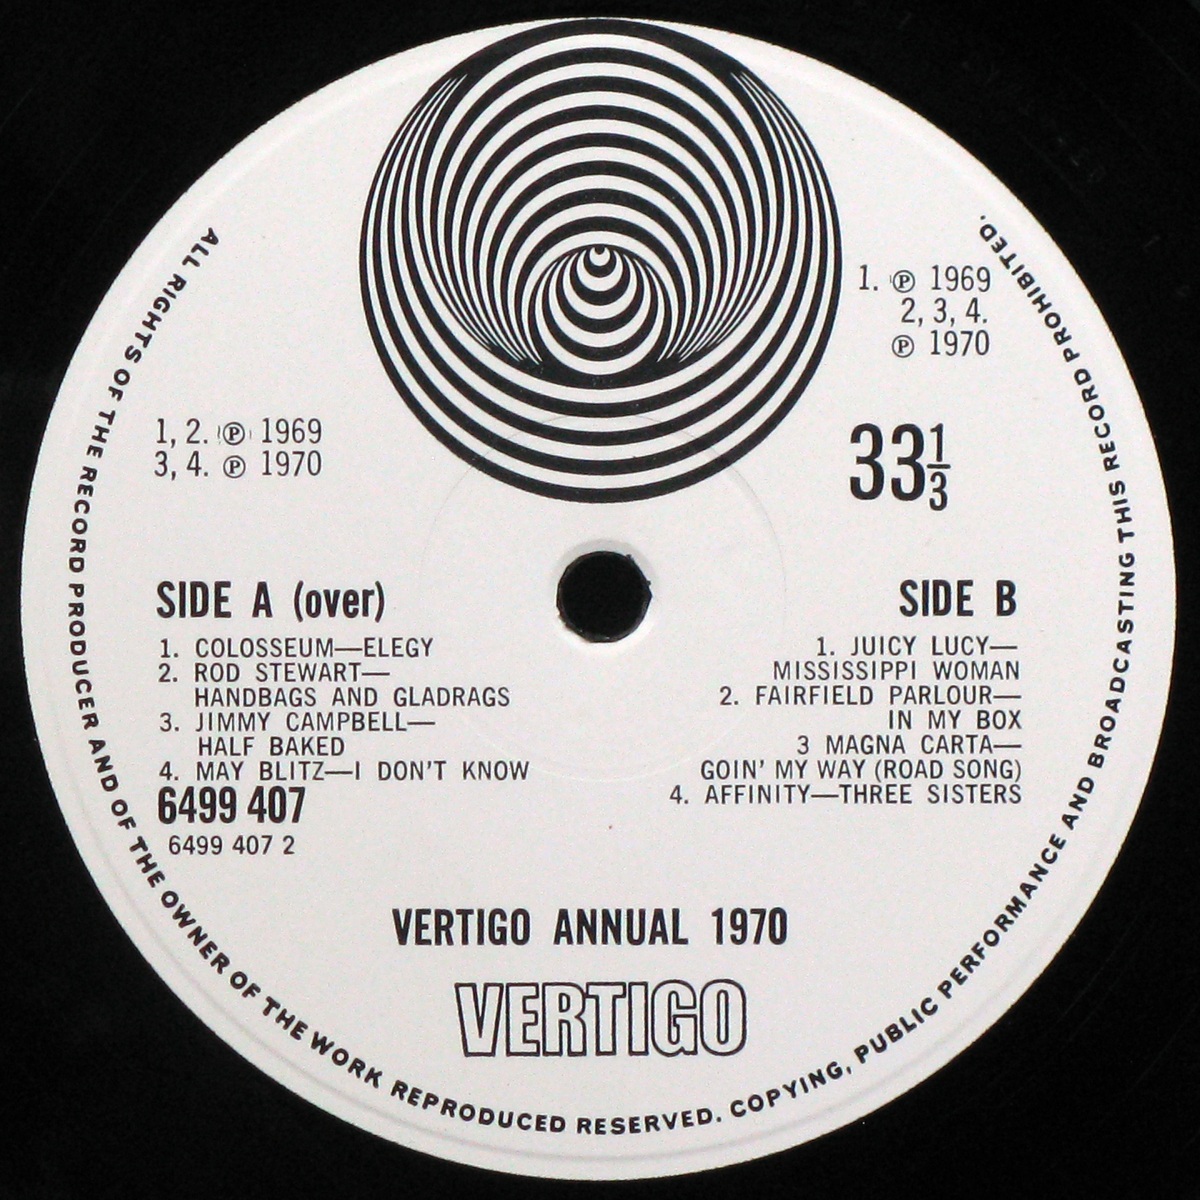 ALL RIGHTS OF THE RECORD PRODUCER AND OF THE OWNER OF THE WORK REPRODUCED RESERVED. COPYING, PUBLIC PERFORMANCE AND BROADCASTING THIS RECORD PROHIBITED.
1. ℗ 1969
2, 3, 4.
℗ 1970
1, 2. ℗ 1969
3, 4. ℗ 1970
33 1/3
SIDE A (over)
1. COLOSSEUM—ELEGY
2. ROD STEWART—
HANDBAGS AND GLADRAGS
3. JIMMY CAMPBELL—
HALF BAKED
4. MAY BLITZ—I DON'T KNOW
6499 407
6499 407 2
SIDE B
1. JUICY LUCY—
MISSISSIPPI WOMAN
2. FAIRFIELD PARLOUR—
IN MY BOX
3 MAGNA CARTA—
GOIN' MY WAY (ROAD SONG)
4. AFFINITY—THREE SISTERS
VERTIGO ANNUAL 1970
VERTIGO